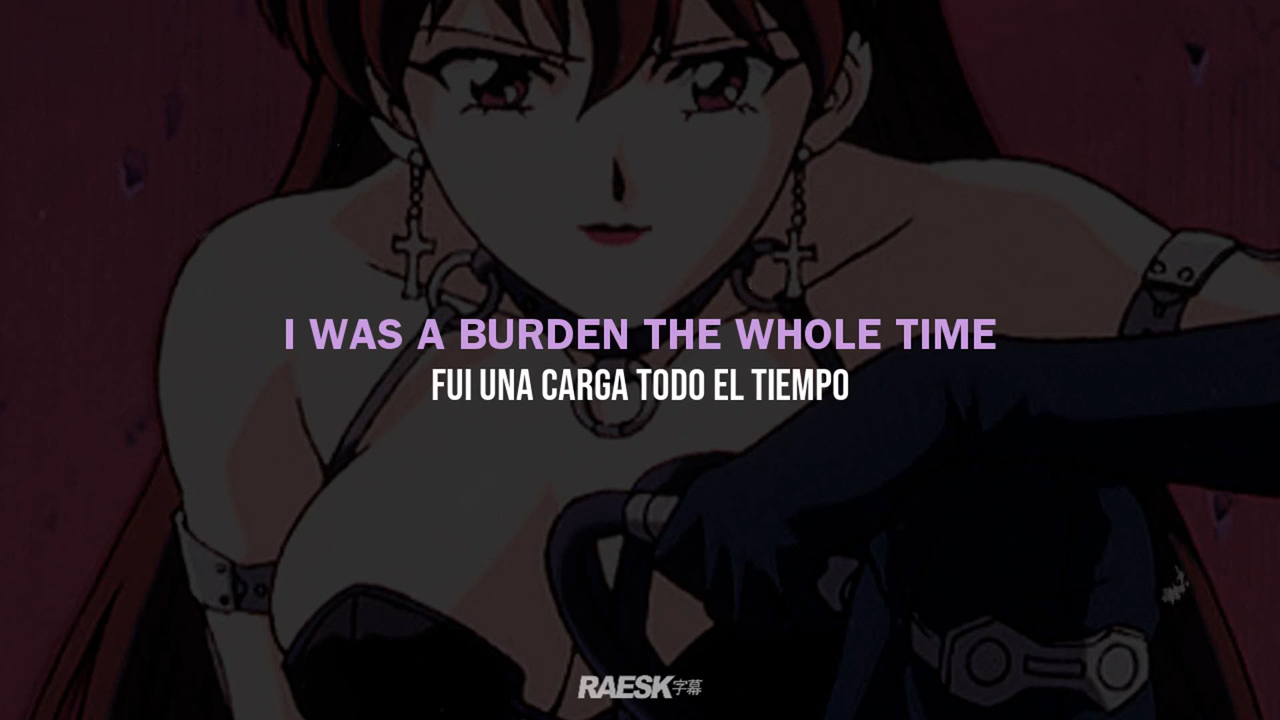 I WAS A BURDEN THE WHOLE TIME
FUI UNA CARGA TODO EL TIEMPO
RAESK字幕